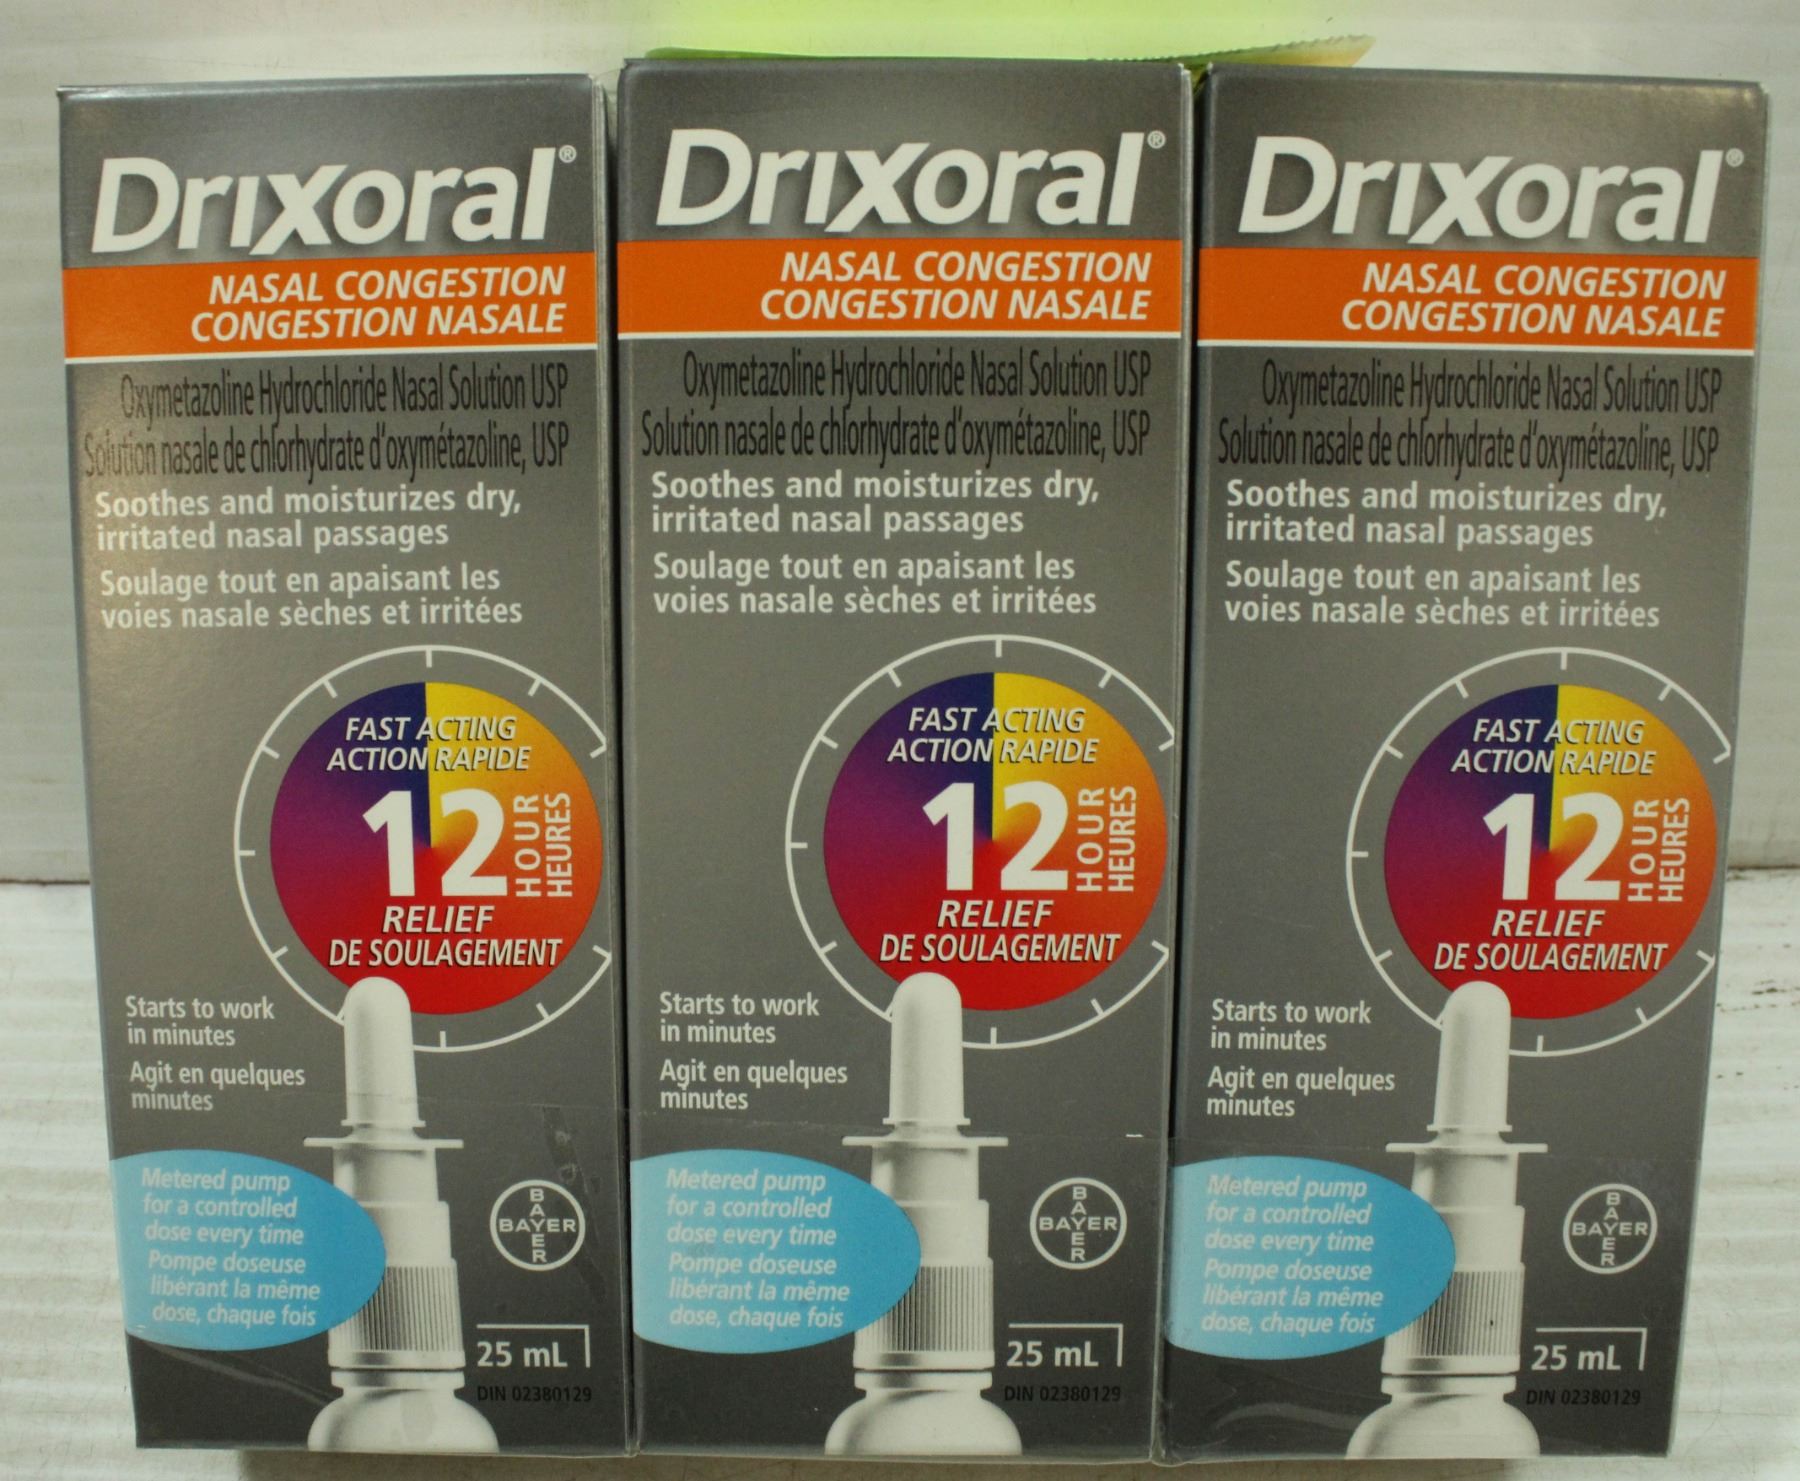 Drixoral®
NASAL CONGESTION
CONGESTION NASALE
Oxymetazoline Hydrochloride Nasal Solution USP
Solution nasale de chlorhydrate d'oxymétazoline, USP
Soothes and moisturizes dry,
irritated nasal passages
Soulage tout en apaisant les
voies nasale sèches et irritées
FAST ACTING
ACTION RAPIDE
12
HOUR
HEURES
RELIEF
DE SOULAGEMENT
Starts to work
in minutes
Agit en quelques
minutes
Metered pump
for a controlled
dose every time
Pompe doseuse
libérant la même
dose, chaque fois
BAYER
BAYER
25 mL
DIN 02380129
Drixoral®
NASAL CONGESTION
CONGESTION NASALE
Oxymetazoline Hydrochloride Nasal Solution USP
Solution nasale de chlorhydrate d'oxymétazoline, USP
Soothes and moisturizes dry,
irritated nasal passages
Soulage tout en apaisant les
voies nasale sèches et irritées
FAST ACTING
ACTION RAPIDE
12
HOUR
HEURES
RELIEF
DE SOULAGEMENT
Starts to work
in minutes
Agit en quelques
minutes
Metered pump
for a controlled
dose every time
Pompe doseuse
libérant la même
dose, chaque fois
BAYER
BAYER
25 mL
DIN 02380129
Drixoral®
NASAL CONGESTION
CONGESTION NASALE
Oxymetazoline Hydrochloride Nasal Solution USP
Solution nasale de chlorhydrate d'oxymétazoline, USP
Soothes and moisturizes dry,
irritated nasal passages
Soulage tout en apaisant les
voies nasale sèches et irritées
FAST ACTING
ACTION RAPIDE
12
HOUR
HEURES
RELIEF
DE SOULAGEMENT
Starts to work
in minutes
Agit en quelques
minutes
Metered pump
for a controlled
dose every time
Pompe doseuse
libérant la même
dose, chaque fois
BAYER
BAYER
25 mL
DIN 02380129